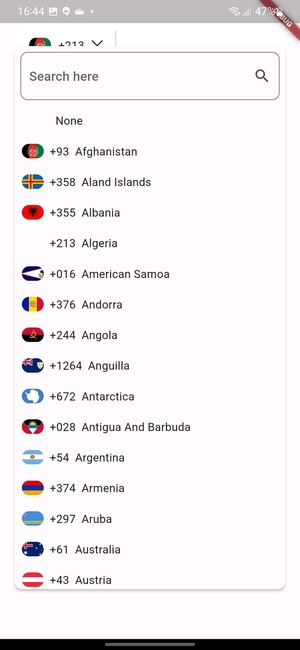 16:44 47%
DEBUG
+213
Search here
None
+93 Afghanistan
+358 Aland Islands
+355 Albania
+213 Algeria
+016 American Samoa
+376 Andorra
+244 Angola
+1264 Anguilla
+672 Antarctica
+028 Antigua And Barbuda
+54 Argentina
+374 Armenia
+297 Aruba
+61 Australia
+43 Austria